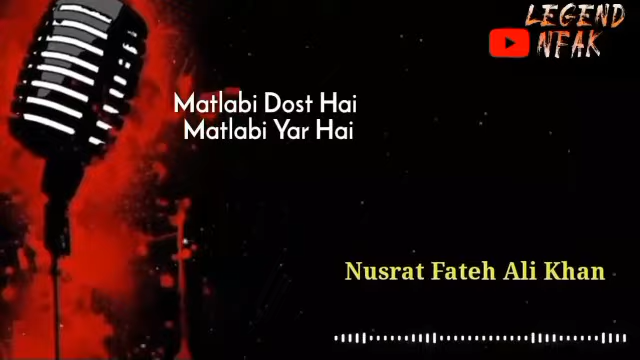 LEGEND
NFAK
Matlabi Dost Hai
Matlabi Yar Hai
Nusrat Fateh Ali Khan